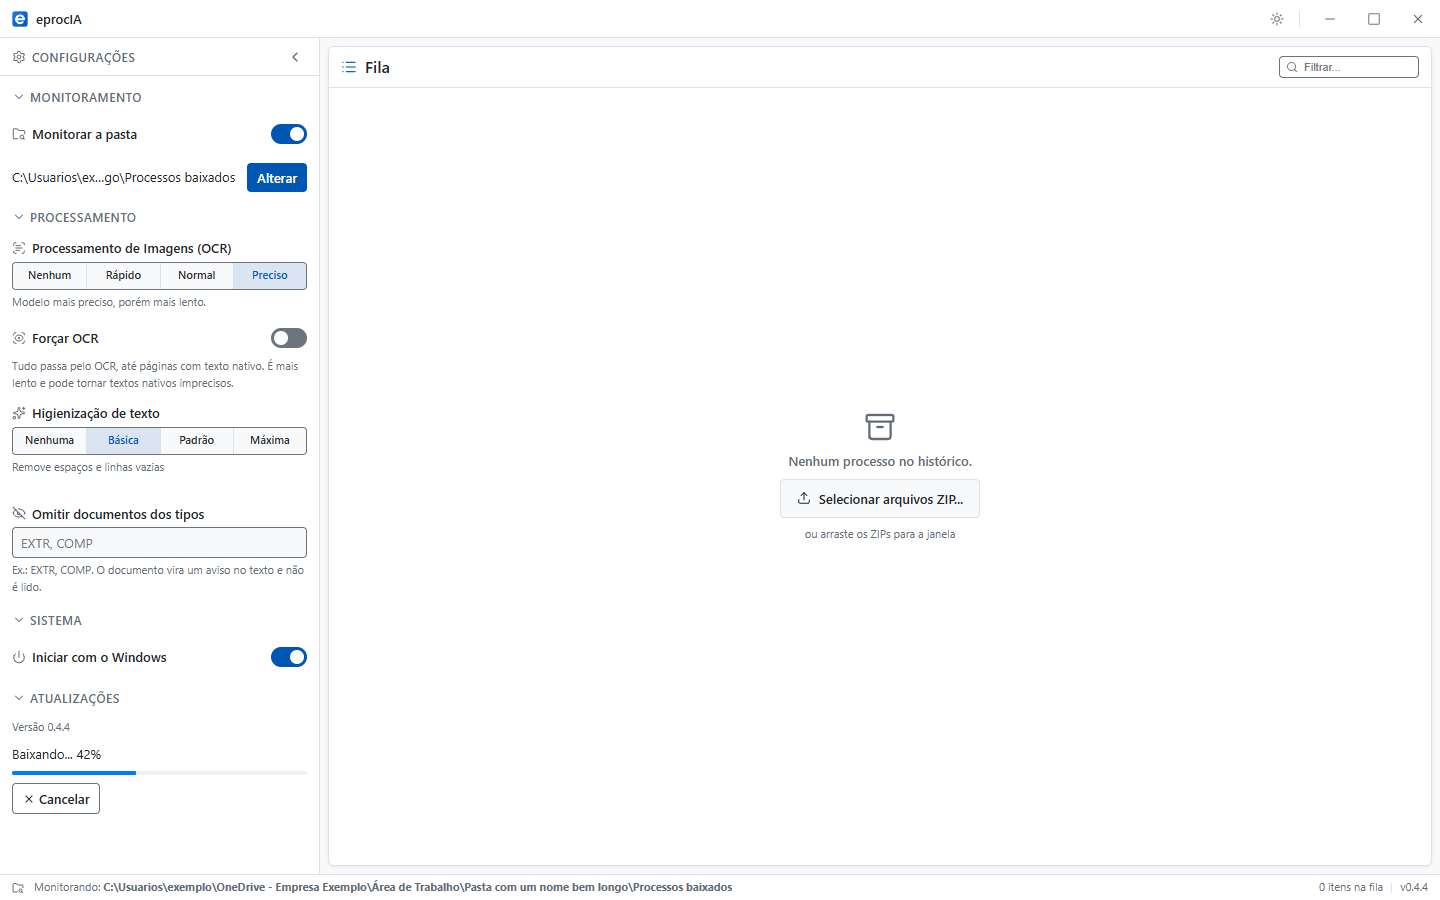 eprocIA
CONFIGURAÇÕES
MONITORAMENTO
Monitorar a pasta
C:\Usuarios\ex...go\Processos baixados
Alterar
PROCESSAMENTO
Processamento de Imagens (OCR)
Nenhum Rápido Normal Preciso
Modelo mais preciso, porém mais lento.
Forçar OCR
Tudo passa pelo OCR, até páginas com texto nativo. É mais
lento e pode tornar textos nativos imprecisos.
Higienização de texto
Nenhuma Básica Padrão Máxima
Remove espaços e linhas vazias
Omitir documentos dos tipos
EXTR, COMP
Ex.: EXTR, COMP. O documento vira um aviso no texto e não
é lido.
SISTEMA
Iniciar com o Windows
ATUALIZAÇÕES
Versão 0.4.4
Baixando... 42%
Cancelar
Fila
Filtrar...
Nenhum processo no histórico.
Selecionar arquivos ZIP...
ou arraste os ZIPs para a janela
Monitorando: C:\Usuarios\exemplo\OneDrive - Empresa Exemplo\Área de Trabalho\Pasta com um nome bem longo\Processos baixados
0 itens na fila
v0.4.4